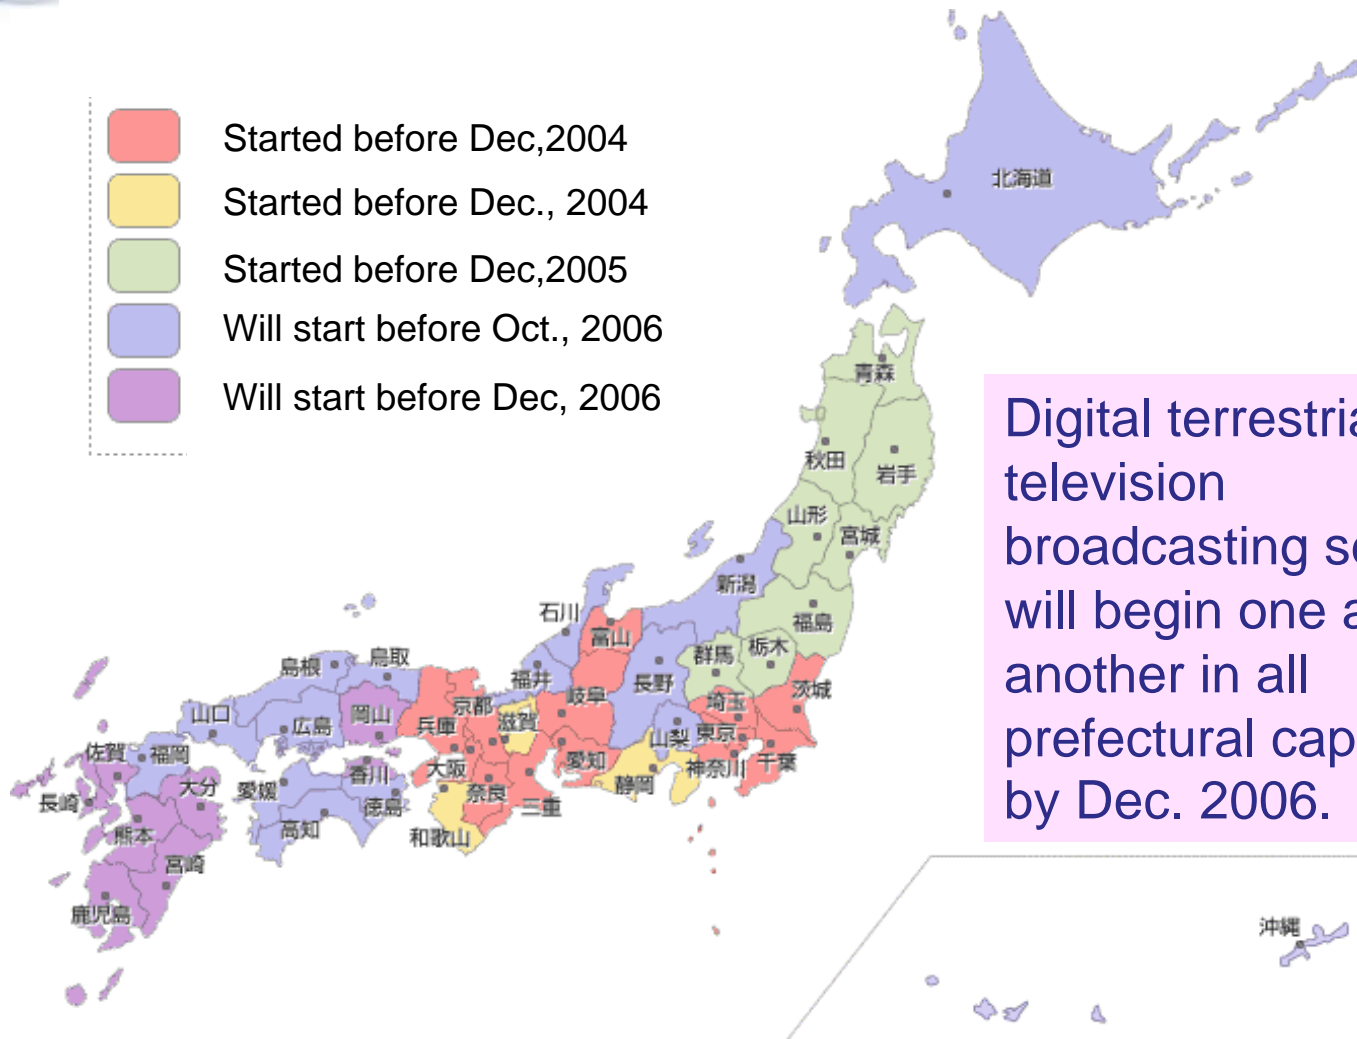 Started before Dec,2004
Started before Dec., 2004
Started before Dec,2005
Will start before Oct., 2006
Will start before Dec, 2006
北海道
青森
秋田
岩手
山形
宮城
新潟
福島
石川
富山
群馬
栃木
島根
鳥取
福井
岐阜
長野
茨城
埼玉
山口
広島
岡山
兵庫
京都
滋賀
山梨
東京
佐賀
福岡
香川
大阪
愛知
神奈川
千葉
長崎
大分
愛媛
徳島
奈良
三重
静岡
熊本
高知
和歌山
宮崎
鹿児島
沖縄
Digital terrestria
television
broadcasting se
will begin one a
another in all
prefectural cap
by Dec. 2006.